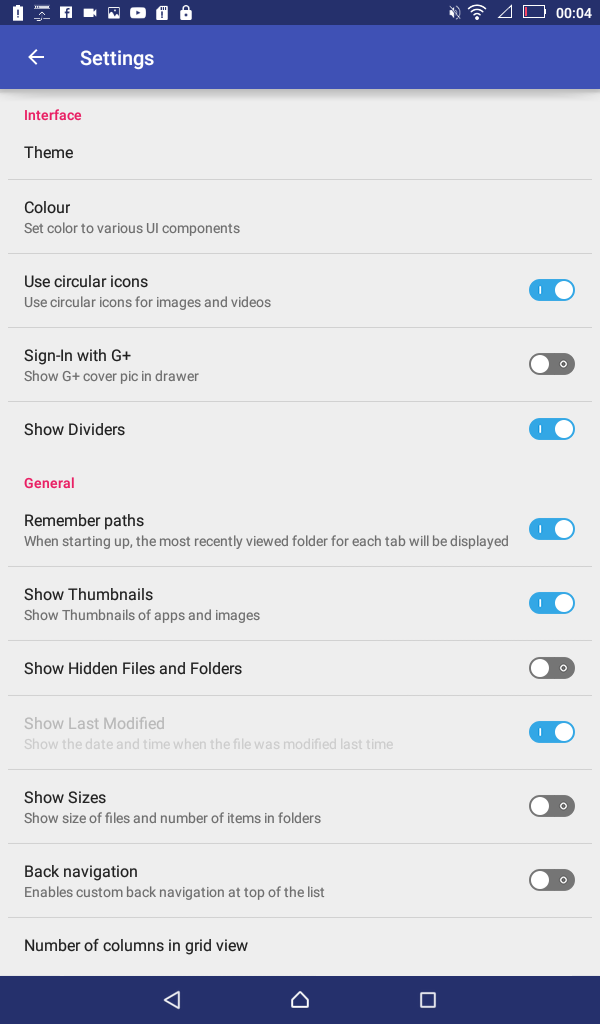 00:04
Settings
Interface
Theme
Colour
Set color to various UI components
Use circular icons
Use circular icons for images and videos
Sign-In with G+
Show G+ cover pic in drawer
Show Dividers
General
Remember paths
When starting up, the most recently viewed folder for each tab will be displayed
Show Thumbnails
Show Thumbnails of apps and images
Show Hidden Files and Folders
Show Last Modified
Show the date and time when the file was modified last time
Show Sizes
Show size of files and number of items in folders
Back navigation
Enables custom back navigation at top of the list
Number of columns in grid view